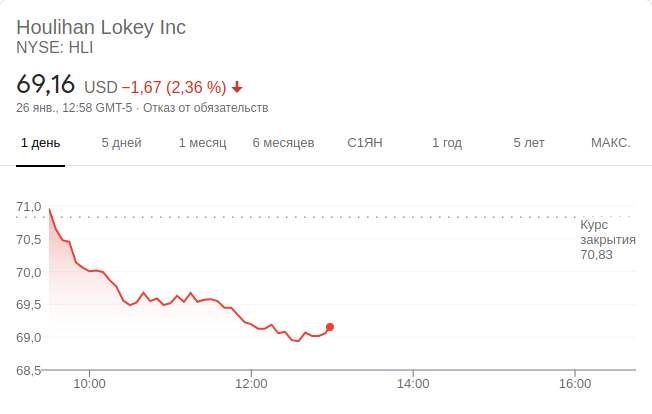 Houlihan Lokey Inc
NYSE: HLI
69,16 USD −1,67 (2,36 %)
26 янв., 12:58 GMT-5 · Отказ от обязательств
1 день 5 дней 1 месяц 6 месяцев С1ЯН 1 год 5 лет МАКС.
71,0
Курс
закрытия
70,83
70,5
70,0
69,5
69,0
68,5
10:00 12:00 14:00 16:00